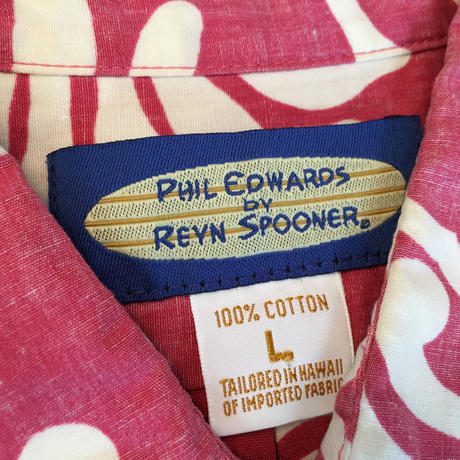 PHIL EDWARDS
BY
REYN SPOONER®
100% COTTON
L
TAILORED IN HAWAII
OF IMPORTED FABRIC